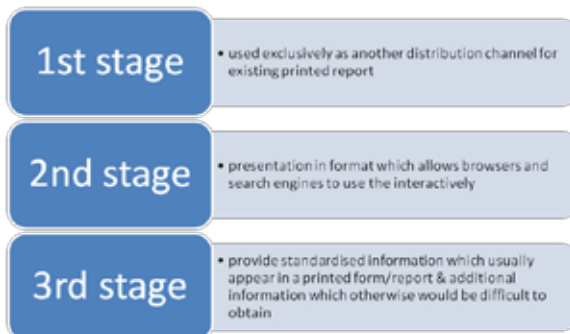 1st stage
• used exclusively as another distribution channel for
existing printed report
2nd stage
• presentation in format which allows browsers and
search engines to use the interactively
3rd stage
• provide standardised information which usually
appear in a printed form/report & additional
information which otherwise would be difficult to
obtain